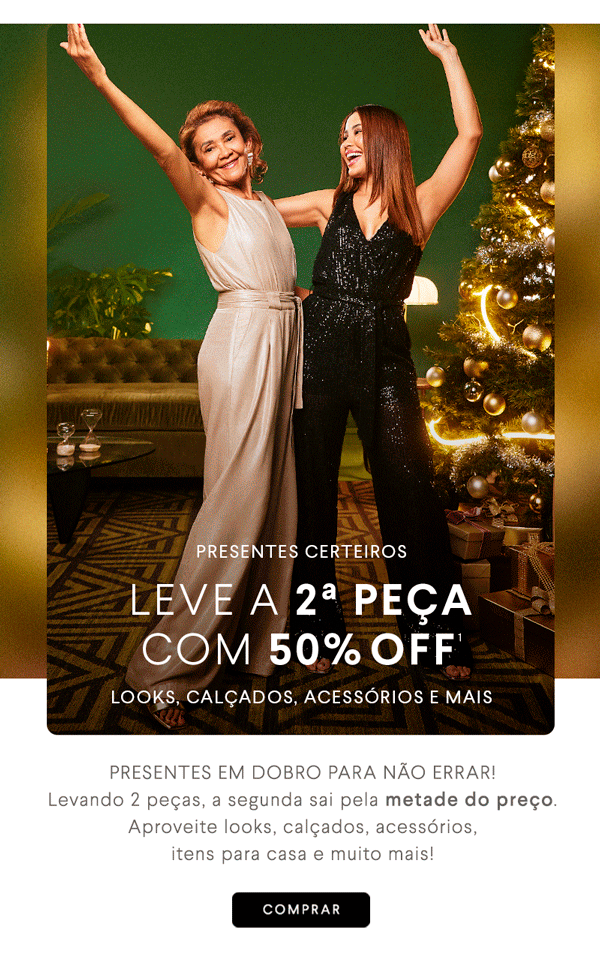 PRESENTES CERTEIROS
LEVE A 2ª PEÇA
COM 50% OFF¹
LOOKS, CALÇADOS, ACESSÓRIOS E MAIS
PRESENTES EM DOBRO PARA NÃO ERRAR!
Levando 2 peças, a segunda sai pela metade do preço.
Aproveite looks, calçados, acessórios,
itens para casa e muito mais!
COMPRAR